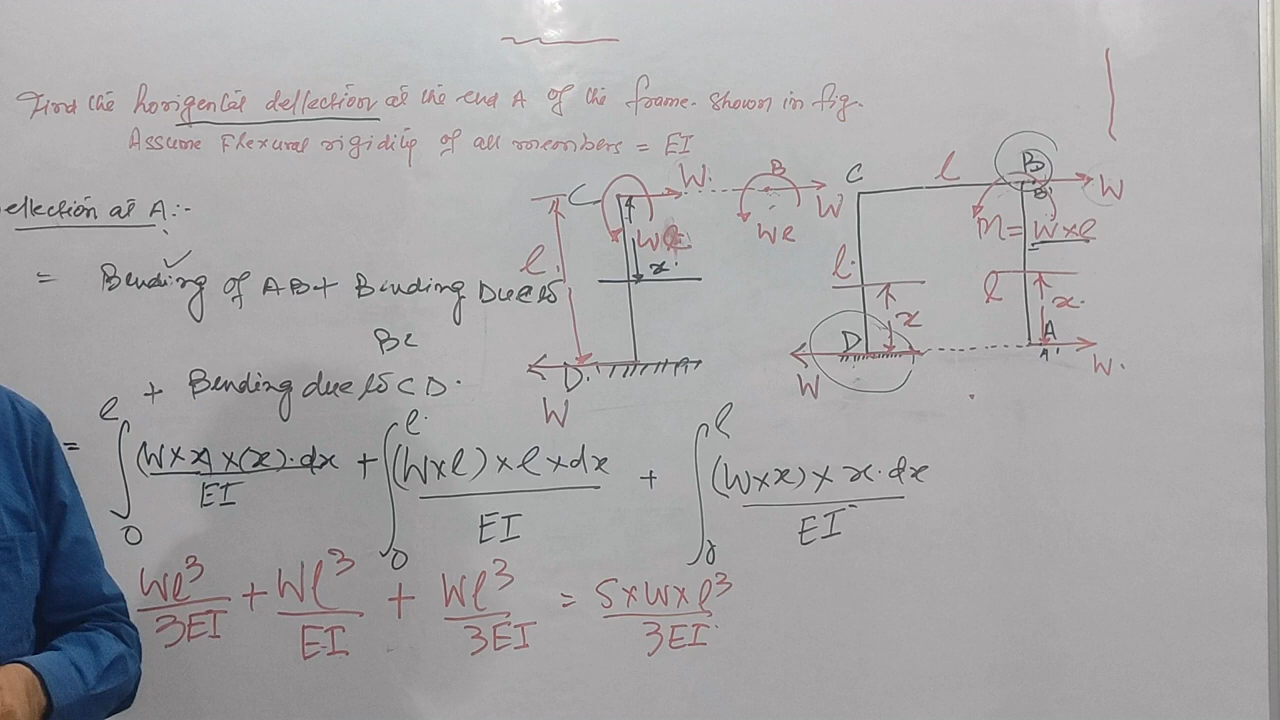 Find the horigental deflection at the end A of the frame. Shown in fig.
Assume Flexural rigidity of all members = EI
eflection at A:-
= Bending of AB + Bending Due to
BC
+ Bending due to CD.
= ∫₀ˡ (W×x)×(x).dx/EI + ∫₀ˡ (W×l)×l×dx/EI + ∫₀ˡ (W×x)×x.dx/EI
Wl³/3EI + Wl³/EI + Wl³/3EI = 5×W×l³/3EI
C W. B W
l. Wl x. Wl
D. W
C l B W
B'
M = W×l
l. l
x x.
D A W.
A'
W